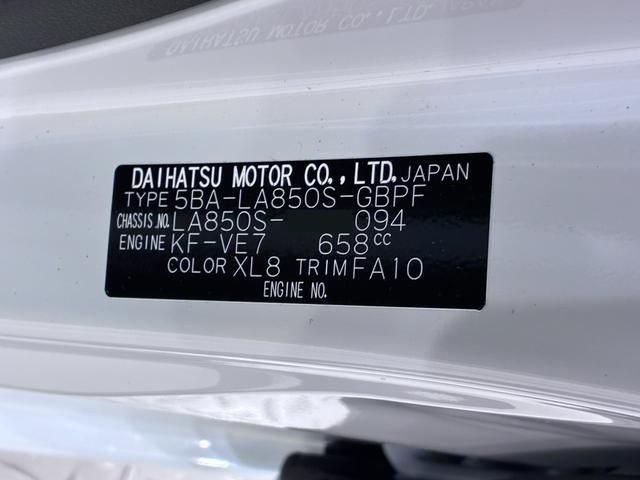 DAIHATSU MOTOR CO., LTD. JAPAN
TYPE 5BA-LA850S-GBPF
CHASSIS NO. LA850S- 094
ENGINE KF-VE7 658cc
COLOR XL8 TRIM FA10
ENGINE NO.